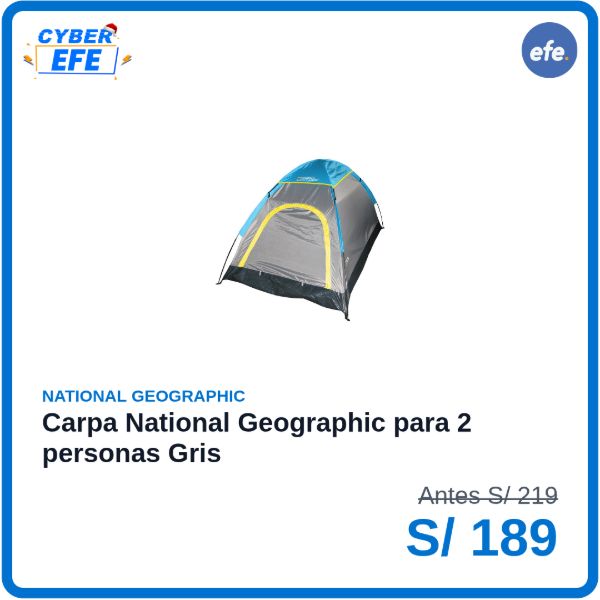 CYBER
EFE
efe.
NATIONAL GEOGRAPHIC
Carpa National Geographic para 2
personas Gris
Antes S/ 219
S/ 189